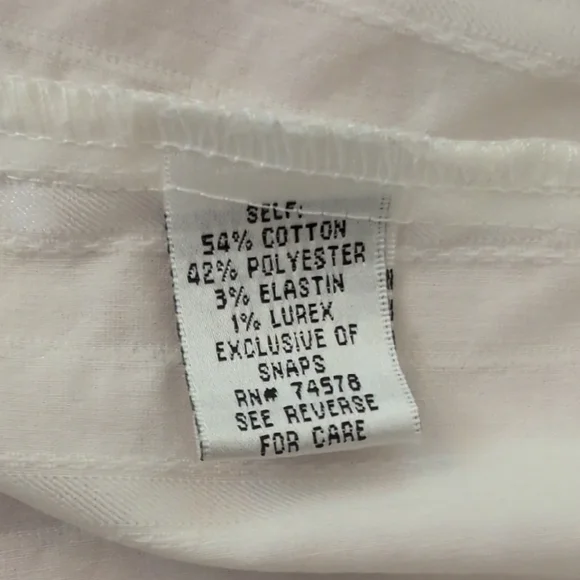 SELF:
54% COTTON
42% POLYESTER
3% ELASTIN
1% LUREX
EXCLUSIVE OF
SNAPS
RN# 74578
SEE REVERSE
FOR CARE